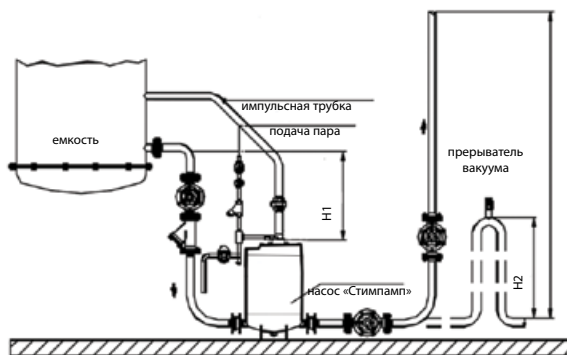 импульсная трубка
подача пара
емкость
прерыватель
вакуума
H1
H2
насос «Стимпамп»